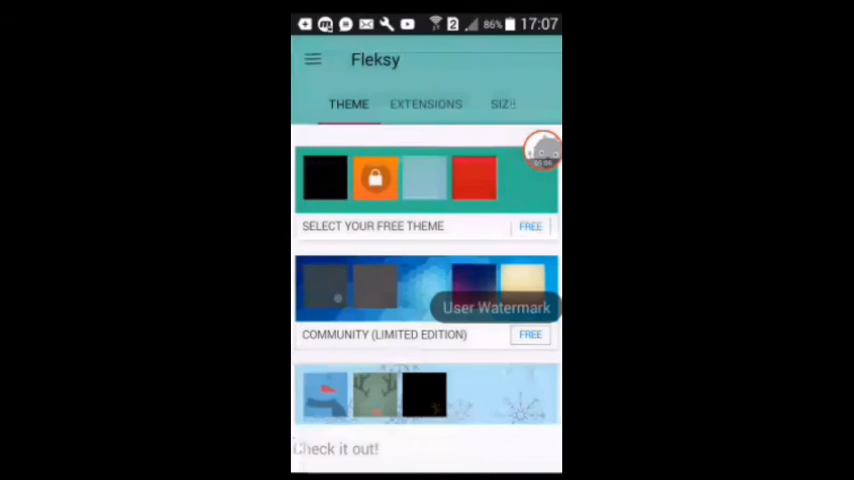 2 86% 17:07
Fleksy
THEME EXTENSIONS
SELECT YOUR FREE THEME FREE
User Watermark
COMMUNITY (LIMITED EDITION) FREE
Check it out!